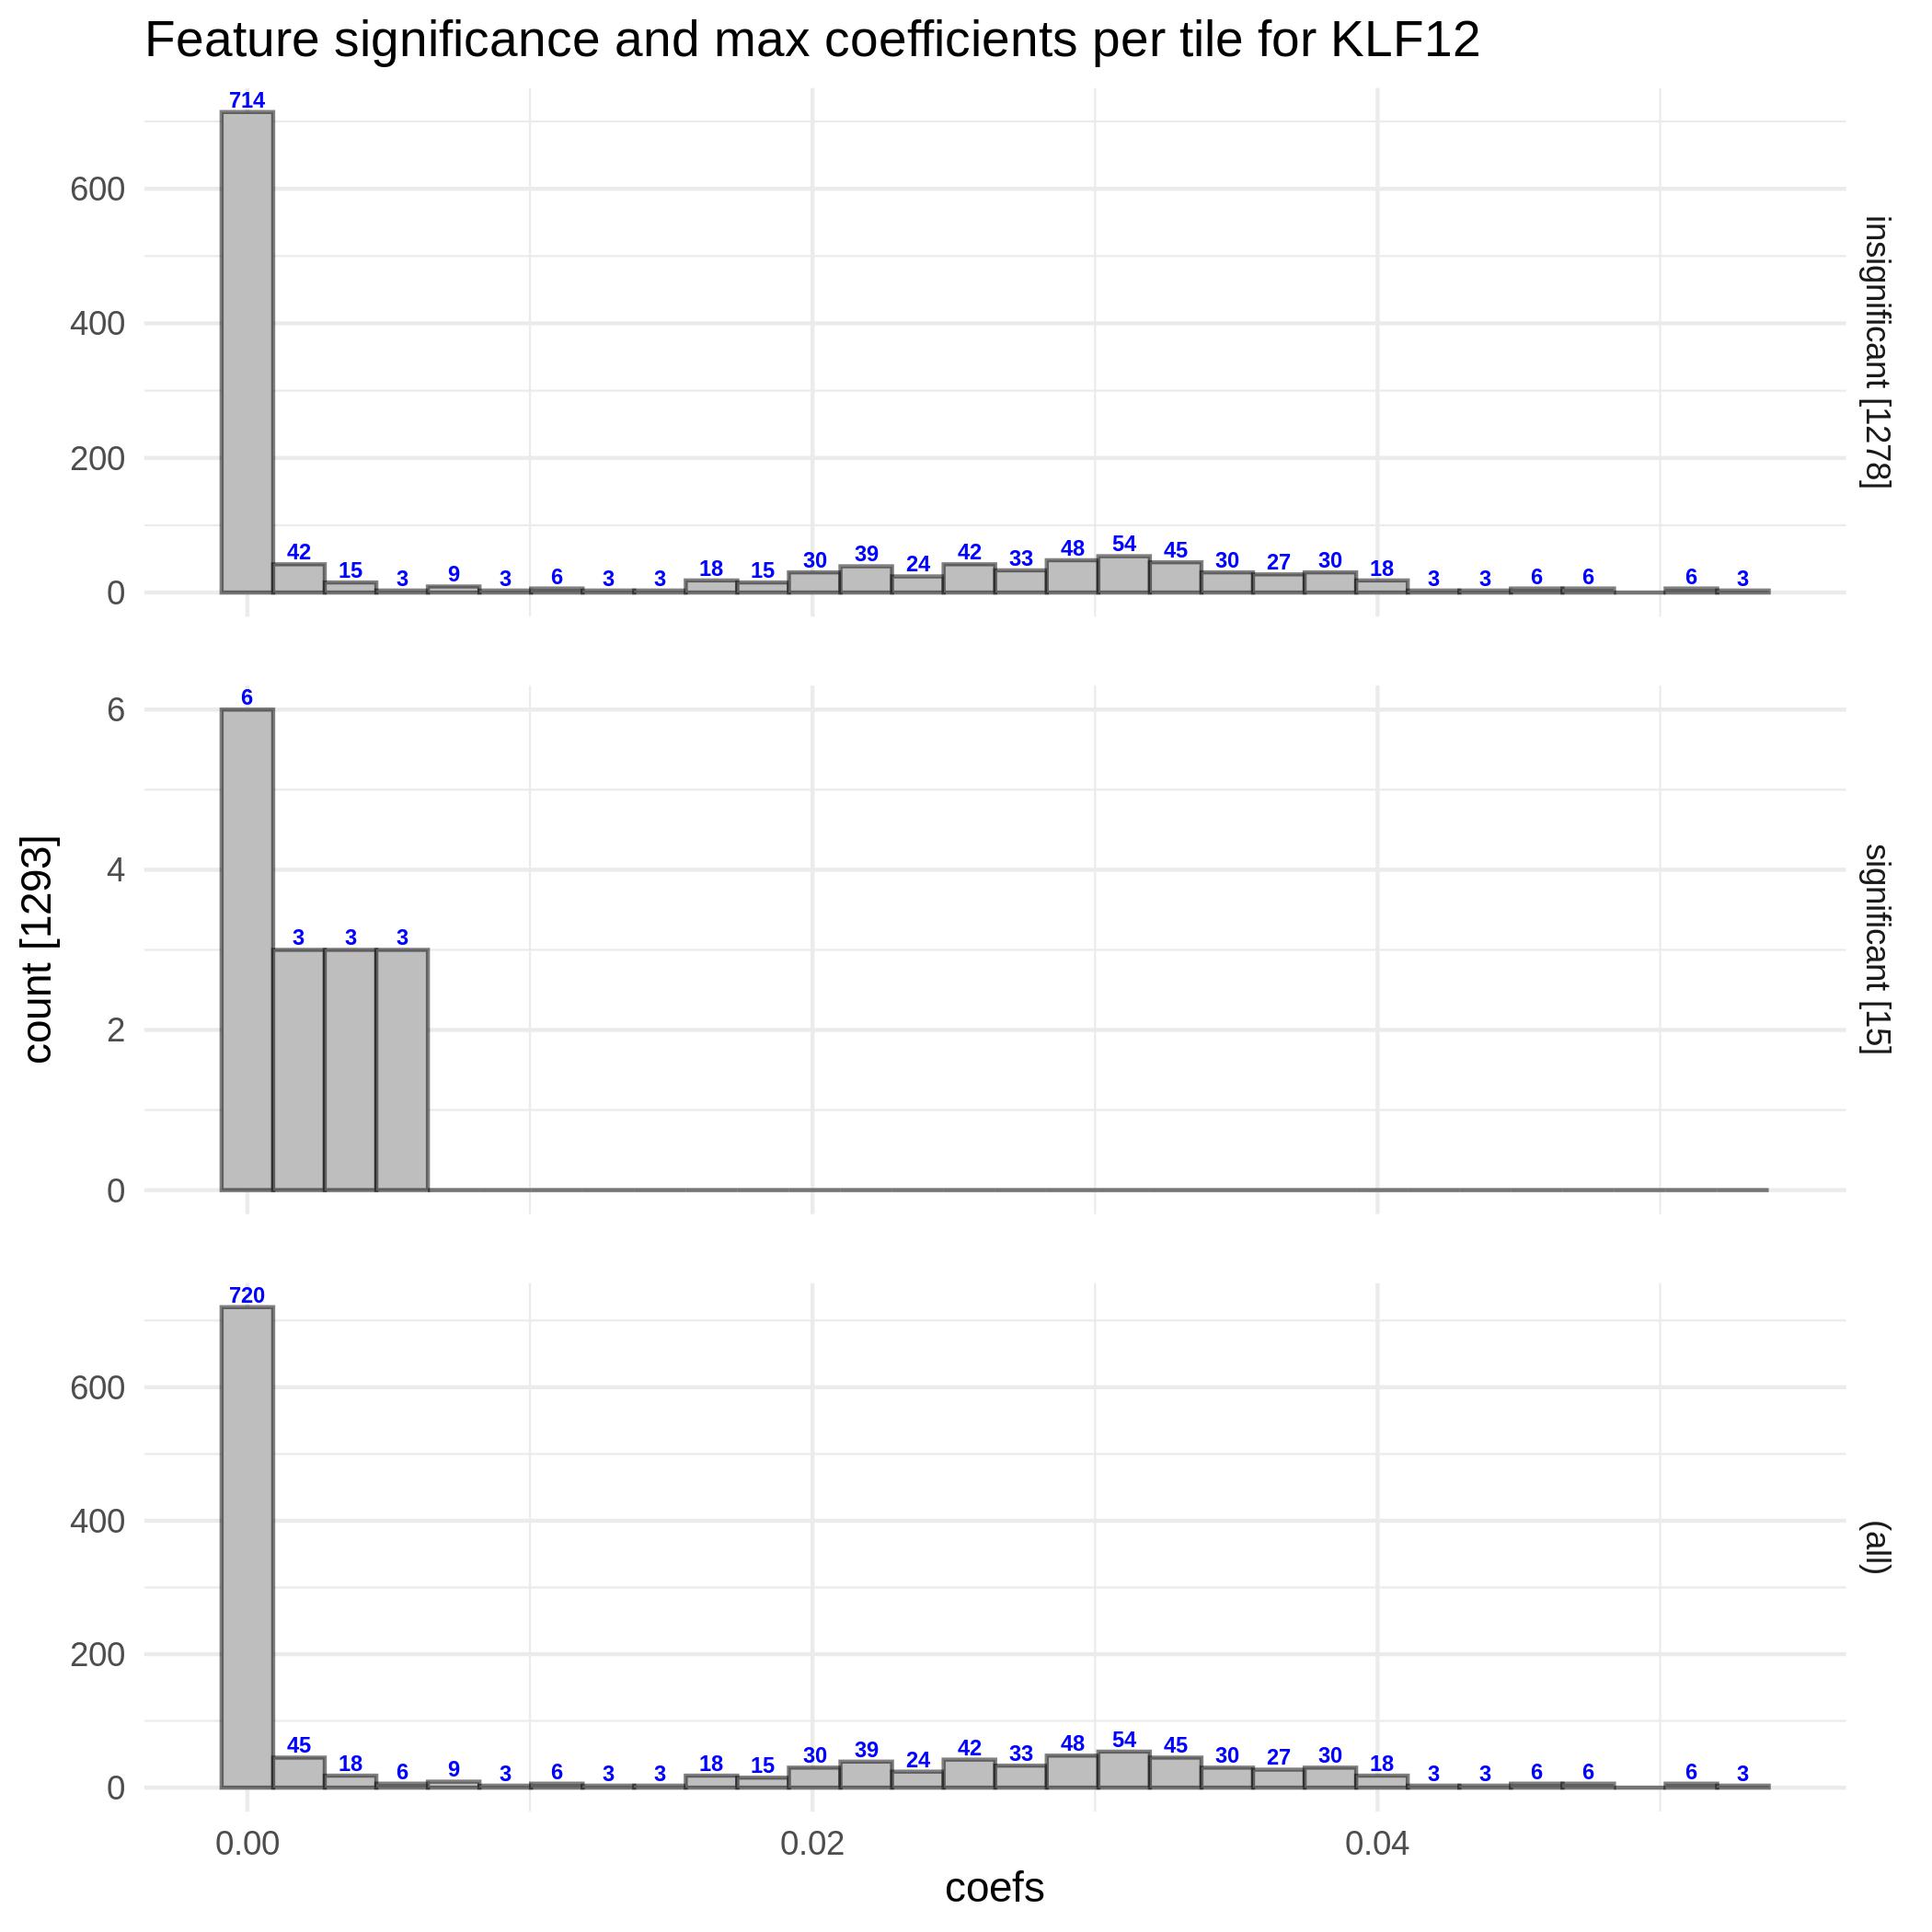 Feature significance and max coefficients per tile for KLF12
714
600
400
200
0
42 15 3 9 3 6 3 3 18 15 30 39 24 42 33 48 54 45 30 27 30 18 3 3 6 6 6 3
insignificant [1278]
6
6
4
2
0
3 3 3
significant [15]
count [1293]
720
600
400
200
0
45 18 6 9 3 6 3 3 18 15 30 39 24 42 33 48 54 45 30 27 30 18 3 3 6 6 6 3
(all)
0.00 0.02 0.04
coefs